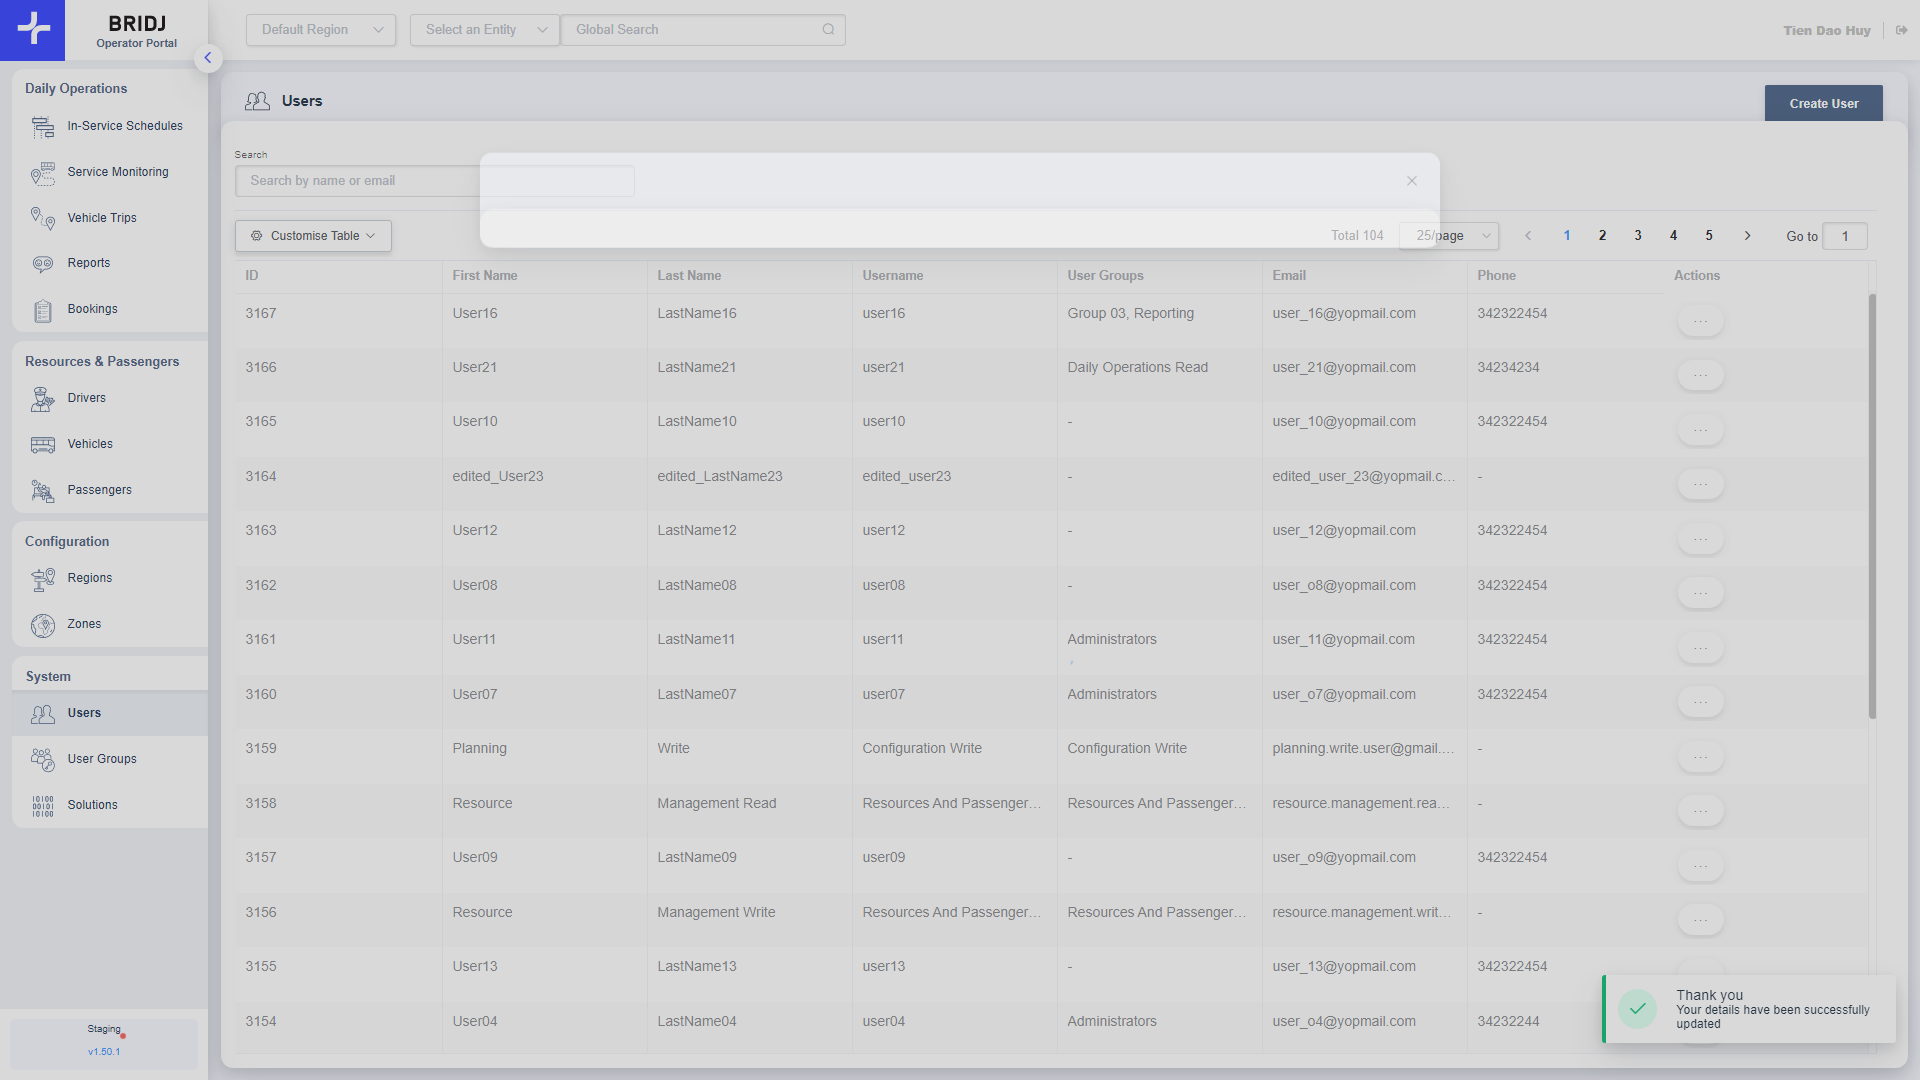 BRIDJ
Operator Portal
Default Region
Select an Entity
Global Search
Tien Dao Huy
Daily Operations
In-Service Schedules
Service Monitoring
Vehicle Trips
Reports
Bookings
Resources & Passengers
Drivers
Vehicles
Passengers
Configuration
Regions
Zones
System
Users
User Groups
Solutions
Staging
v1.50.1
Users
Create User
Search
Search by name or email
Customise Table
Total 104
25/page
1 2 3 4 5
Go to 1
ID First Name Last Name Username User Groups Email Phone Actions
3167 User16 LastName16 user16 Group 03, Reporting user_16@yopmail.com 342322454 ...
3166 User21 LastName21 user21 Daily Operations Read user_21@yopmail.com 34234234 ...
3165 User10 LastName10 user10 - user_10@yopmail.com 342322454 ...
3164 edited_User23 edited_LastName23 edited_user23 - edited_user_23@yopmail.c... - ...
3163 User12 LastName12 user12 - user_12@yopmail.com 342322454 ...
3162 User08 LastName08 user08 - user_o8@yopmail.com 342322454 ...
3161 User11 LastName11 user11 Administrators user_11@yopmail.com 342322454 ...
,
3160 User07 LastName07 user07 Administrators user_o7@yopmail.com 342322454 ...
3159 Planning Write Configuration Write Configuration Write planning.write.user@gmail.... - ...
3158 Resource Management Read Resources And Passenger... Resources And Passenger... resource.management.rea... - ...
3157 User09 LastName09 user09 - user_o9@yopmail.com 342322454 ...
3156 Resource Management Write Resources And Passenger... Resources And Passenger... resource.management.writ... - ...
3155 User13 LastName13 user13 - user_13@yopmail.com 342322454
3154 User04 LastName04 user04 Administrators user_o4@yopmail.com 34232244
Thank you
Your details have been successfully
updated